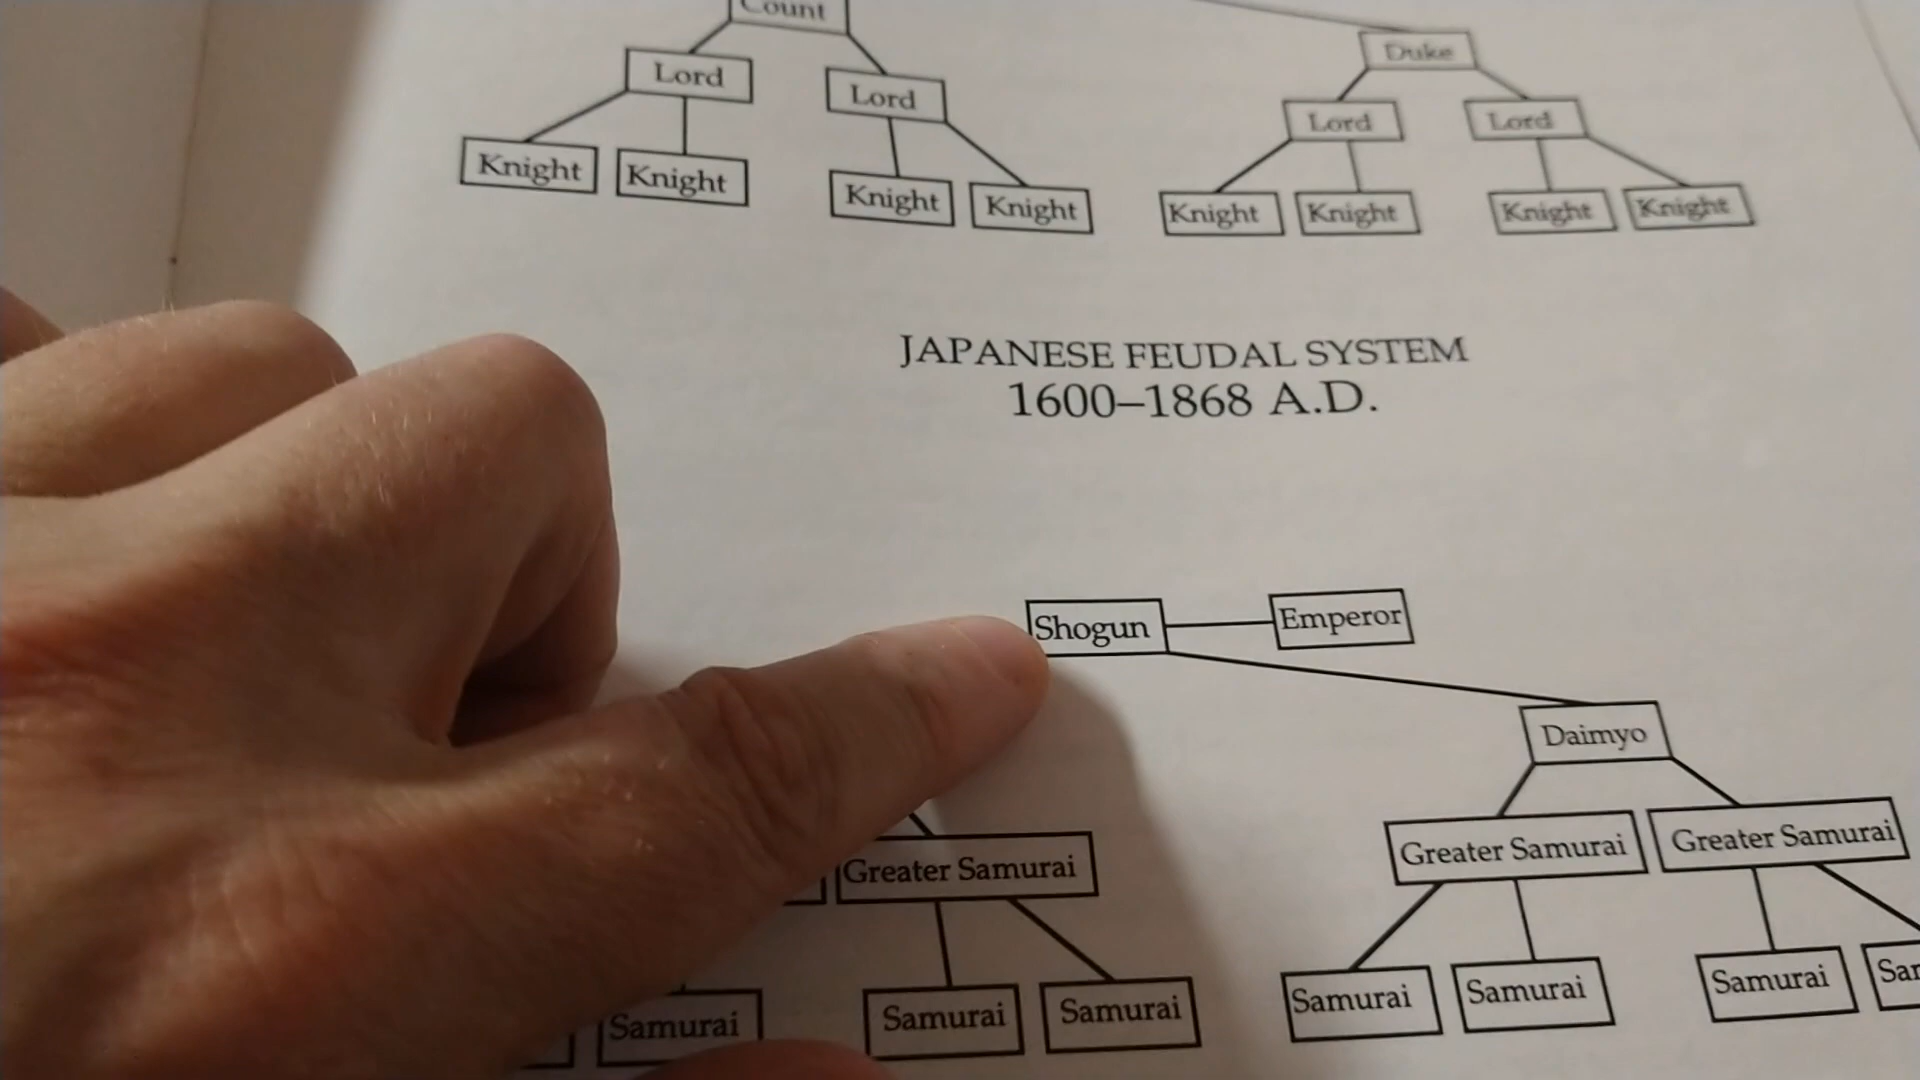 Count
Duke
Lord
Lord
Lord
Lord
Knight
Knight
Knight
Knight
Knight
Knight
Knight
Knight
JAPANESE FEUDAL SYSTEM
1600–1868 A.D.
Shogun
Emperor
Daimyo
Greater Samurai
Greater Samurai
Greater Samurai
Samurai
Samurai
Samurai
Samurai
Samurai
Samurai